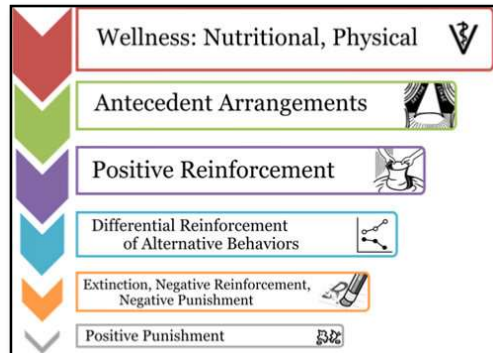 Wellness: Nutritional, Physical
Antecedent Arrangements
Positive Reinforcement
Differential Reinforcement
of Alternative Behaviors
Extinction, Negative Reinforcement,
Negative Punishment
Positive Punishment